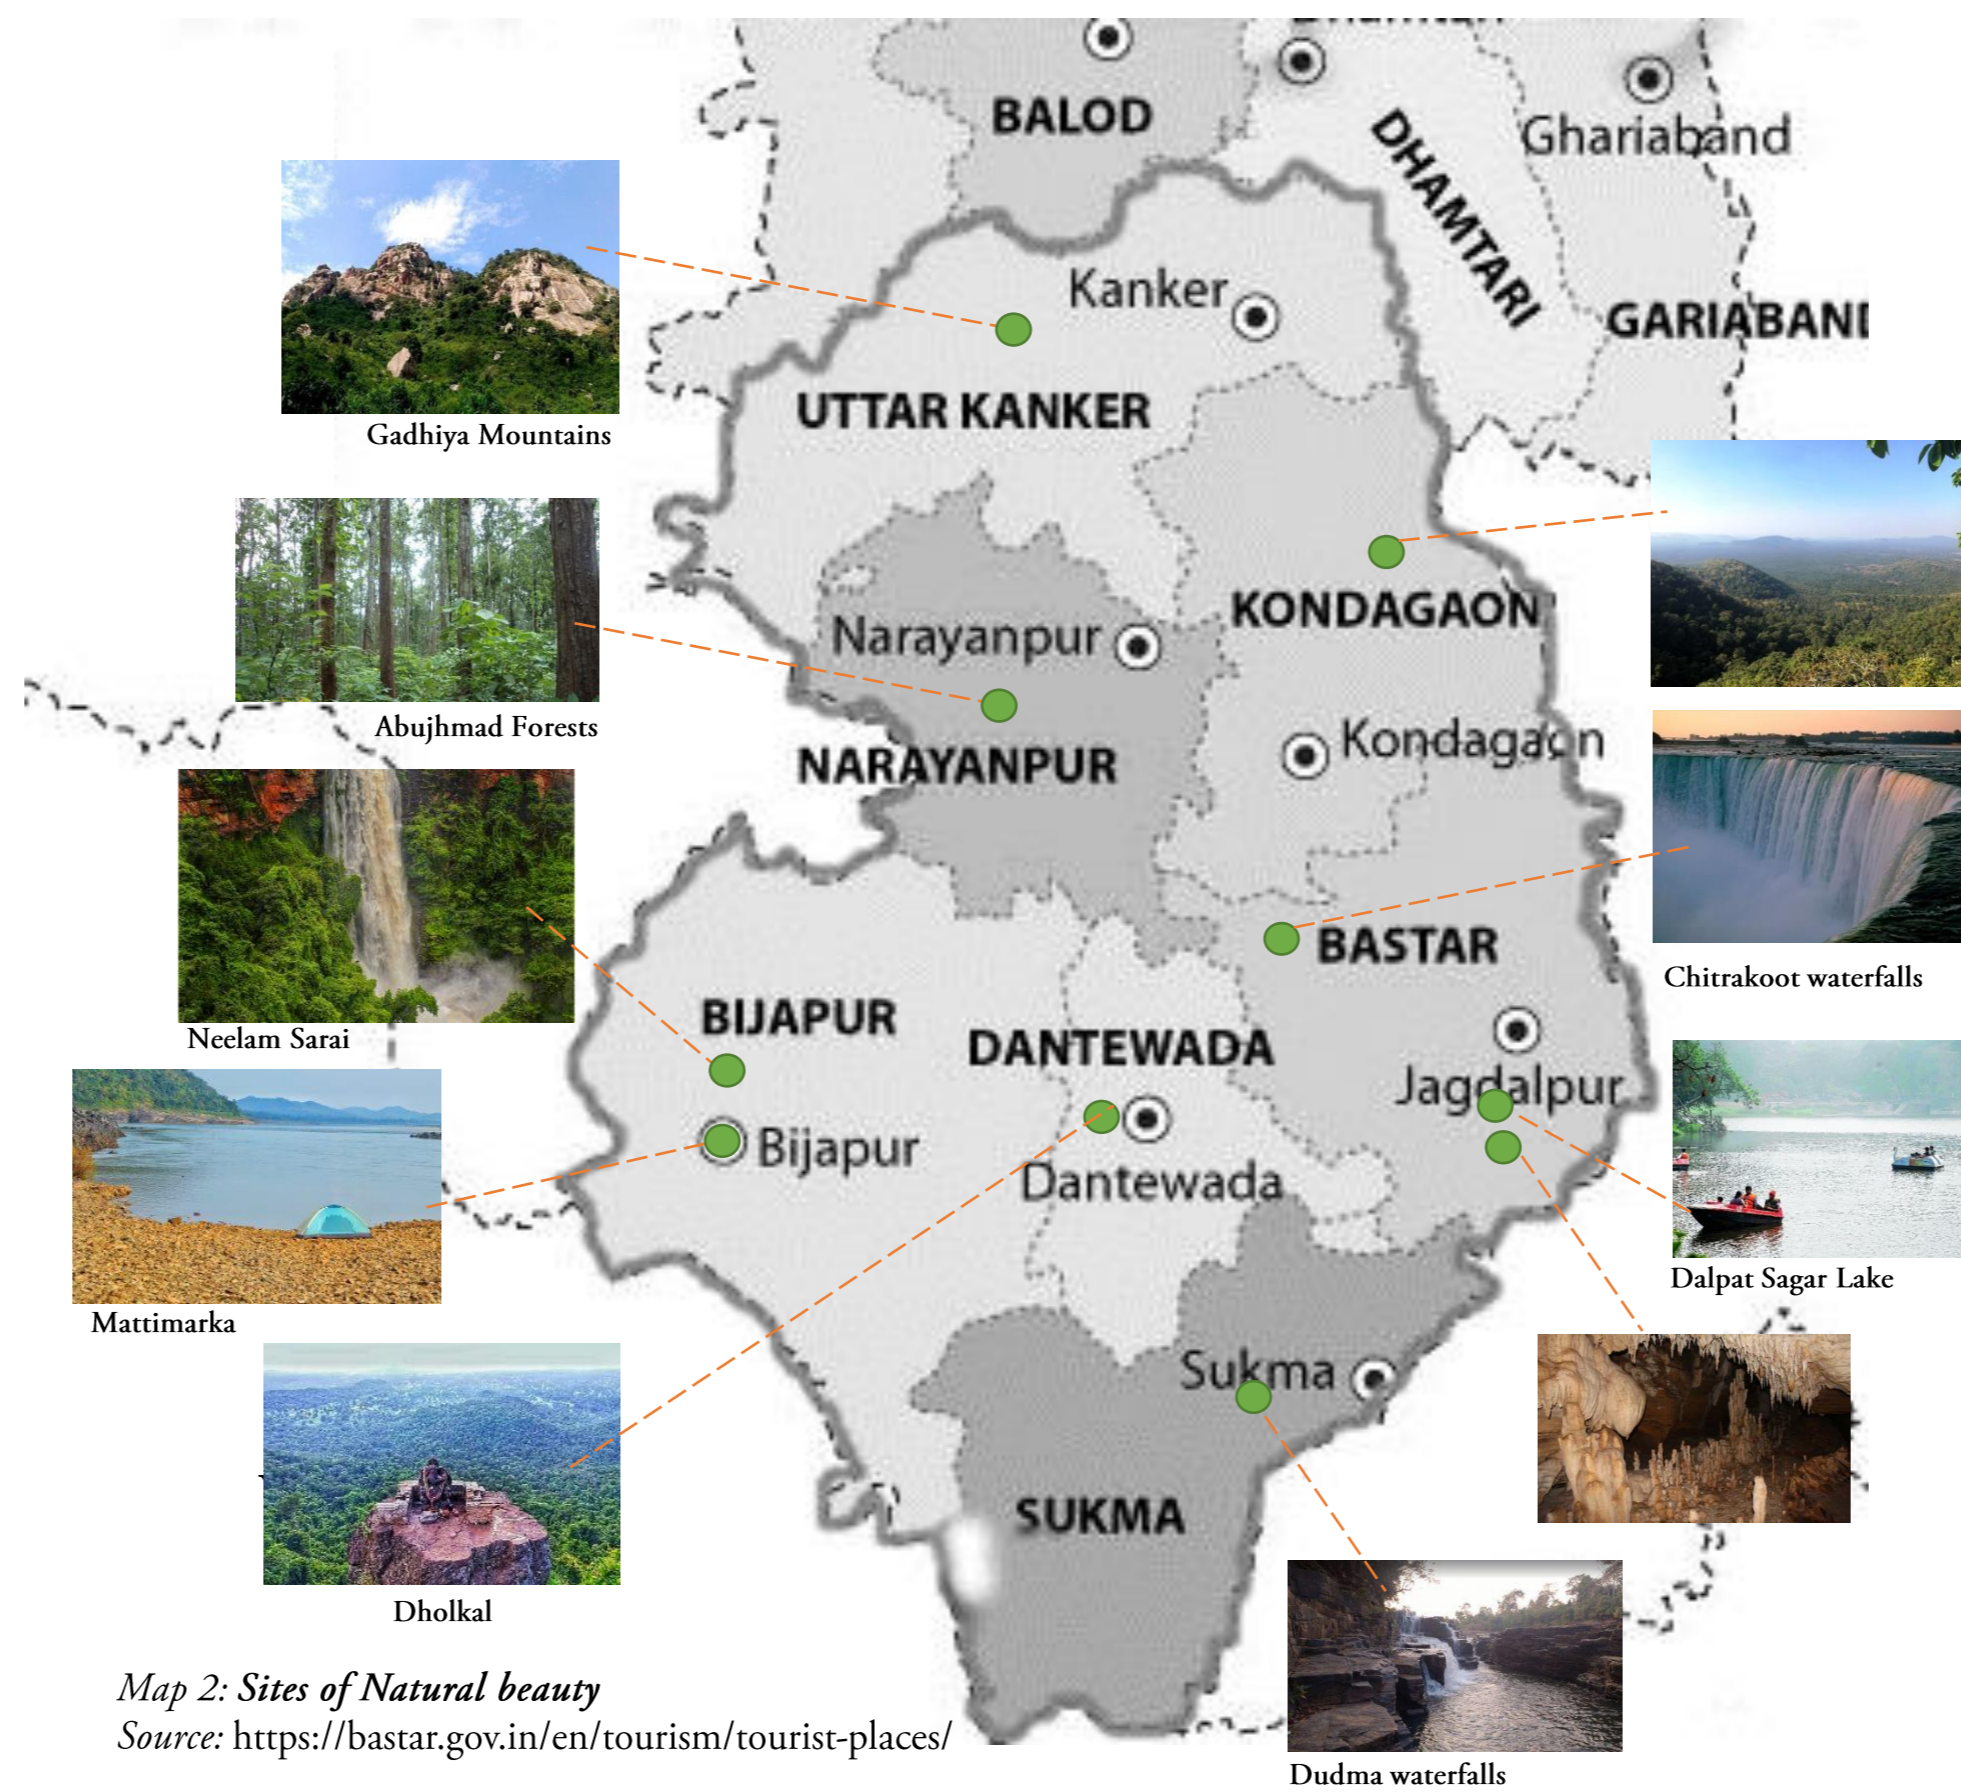 BALOD
Ghariaband
DHAMTARI
Kanker
GARIABAND
UTTAR KANKER
Gadhiya Mountains
KONDAGAON
Narayanpur
Abujhmad Forests
NARAYANPUR
Kondagaon
BASTAR
Chitrakoot waterfalls
BIJAPUR
Neelam Sarai
DANTEWADA
Jagdalpur
Bijapur
Dantewada
Dalpat Sagar Lake
Mattimarka
Sukma
SUKMA
Dholkal
Map 2: Sites of Natural beauty
Source: https://bastar.gov.in/en/tourism/tourist-places/
Dudma waterfalls